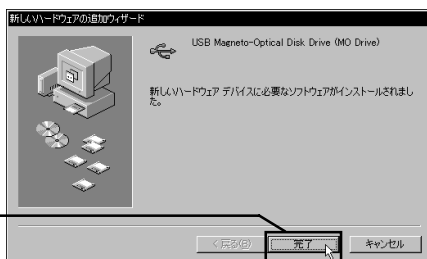 新しいハードウェアの追加ウィザード
USB Magneto-Optical Disk Drive (MO Drive)
新しいハードウェア デバイスに必要なソフトウェアがインストールされまし
た。
< 戻る(B)
完了
キャンセル